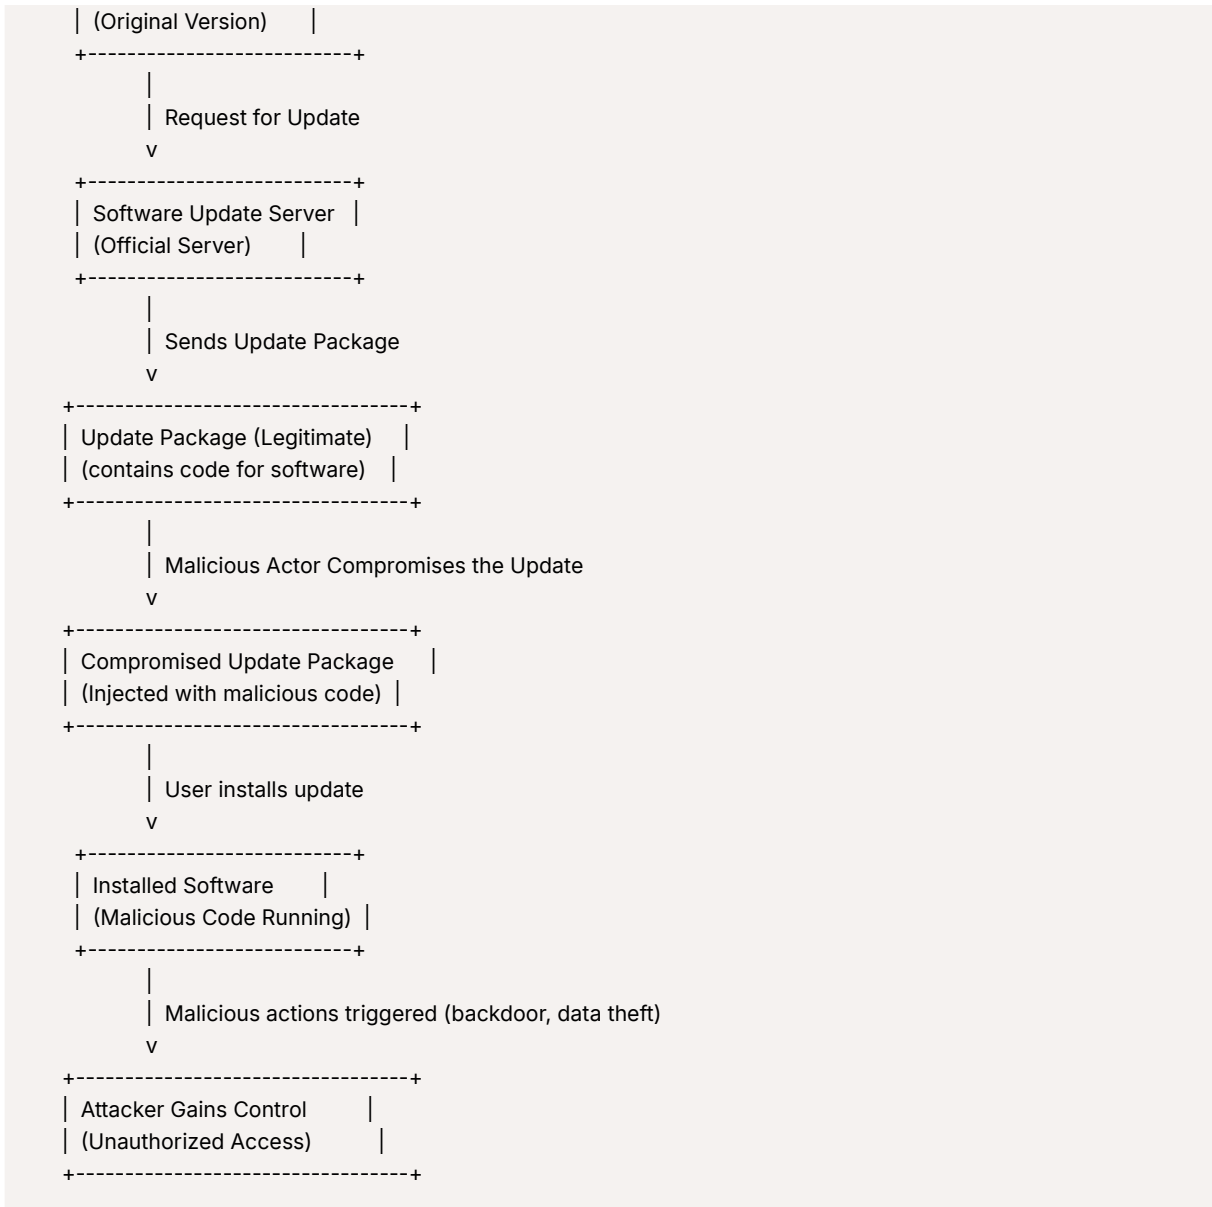 | (Original Version) |
+---------------------------+
|
| Request for Update
v
+---------------------------+
| Software Update Server |
| (Official Server) |
+---------------------------+
|
| Sends Update Package
v
+----------------------------------+
| Update Package (Legitimate) |
| (contains code for software) |
+----------------------------------+
|
| Malicious Actor Compromises the Update
v
+----------------------------------+
| Compromised Update Package |
| (Injected with malicious code) |
+----------------------------------+
|
| User installs update
v
+---------------------------+
| Installed Software |
| (Malicious Code Running) |
+---------------------------+
|
| Malicious actions triggered (backdoor, data theft)
v
+----------------------------------+
| Attacker Gains Control |
| (Unauthorized Access) |
+----------------------------------+